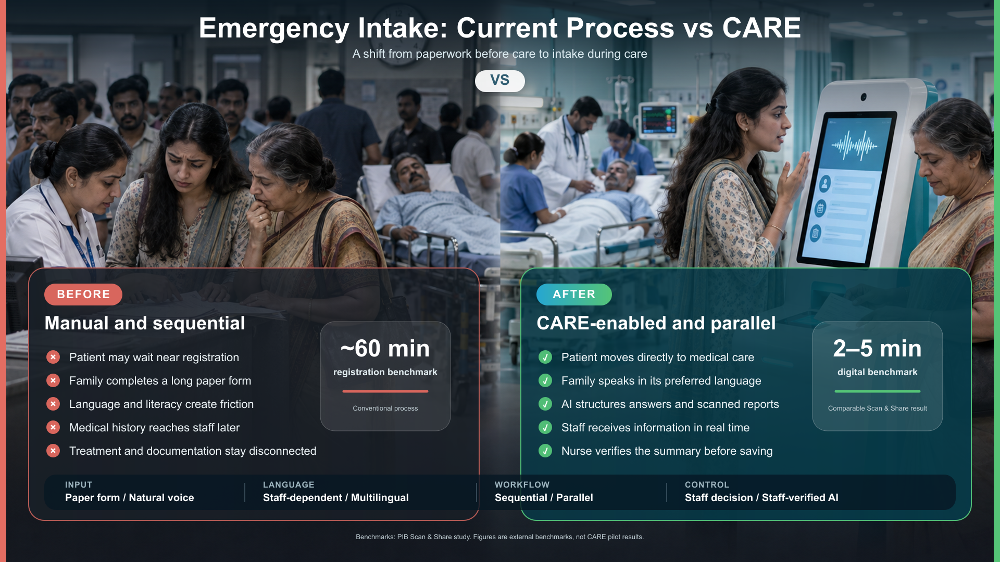 Emergency Intake: Current Process vs CARE
A shift from paperwork before care to intake during care
VS
BEFORE
Manual and sequential
Patient may wait near registration
Family completes a long paper form
Language and literacy create friction
Medical history reaches staff later
Treatment and documentation stay disconnected
~60 min
registration benchmark
Conventional process
AFTER
CARE-enabled and parallel
Patient moves directly to medical care
Family speaks in its preferred language
AI structures answers and scanned reports
Staff receives information in real time
Nurse verifies the summary before saving
2–5 min
digital benchmark
Comparable Scan & Share result
INPUT
Paper form / Natural voice
LANGUAGE
Staff-dependent / Multilingual
WORKFLOW
Sequential / Parallel
CONTROL
Staff decision / Staff-verified AI
Benchmarks: PIB Scan & Share study. Figures are external benchmarks, not CARE pilot results.